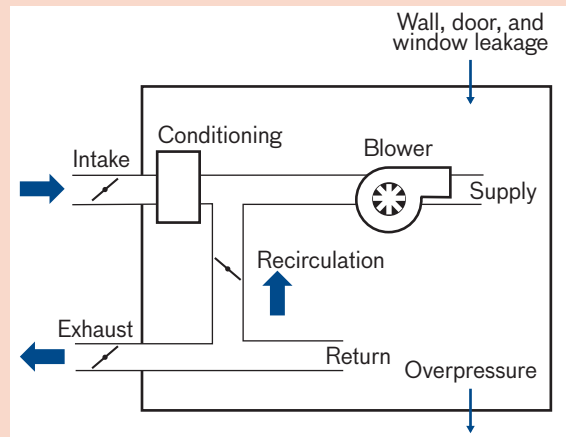 Wall, door, and
window leakage
Conditioning
Blower
Intake
Supply
Recirculation
Exhaust
Return
Overpressure